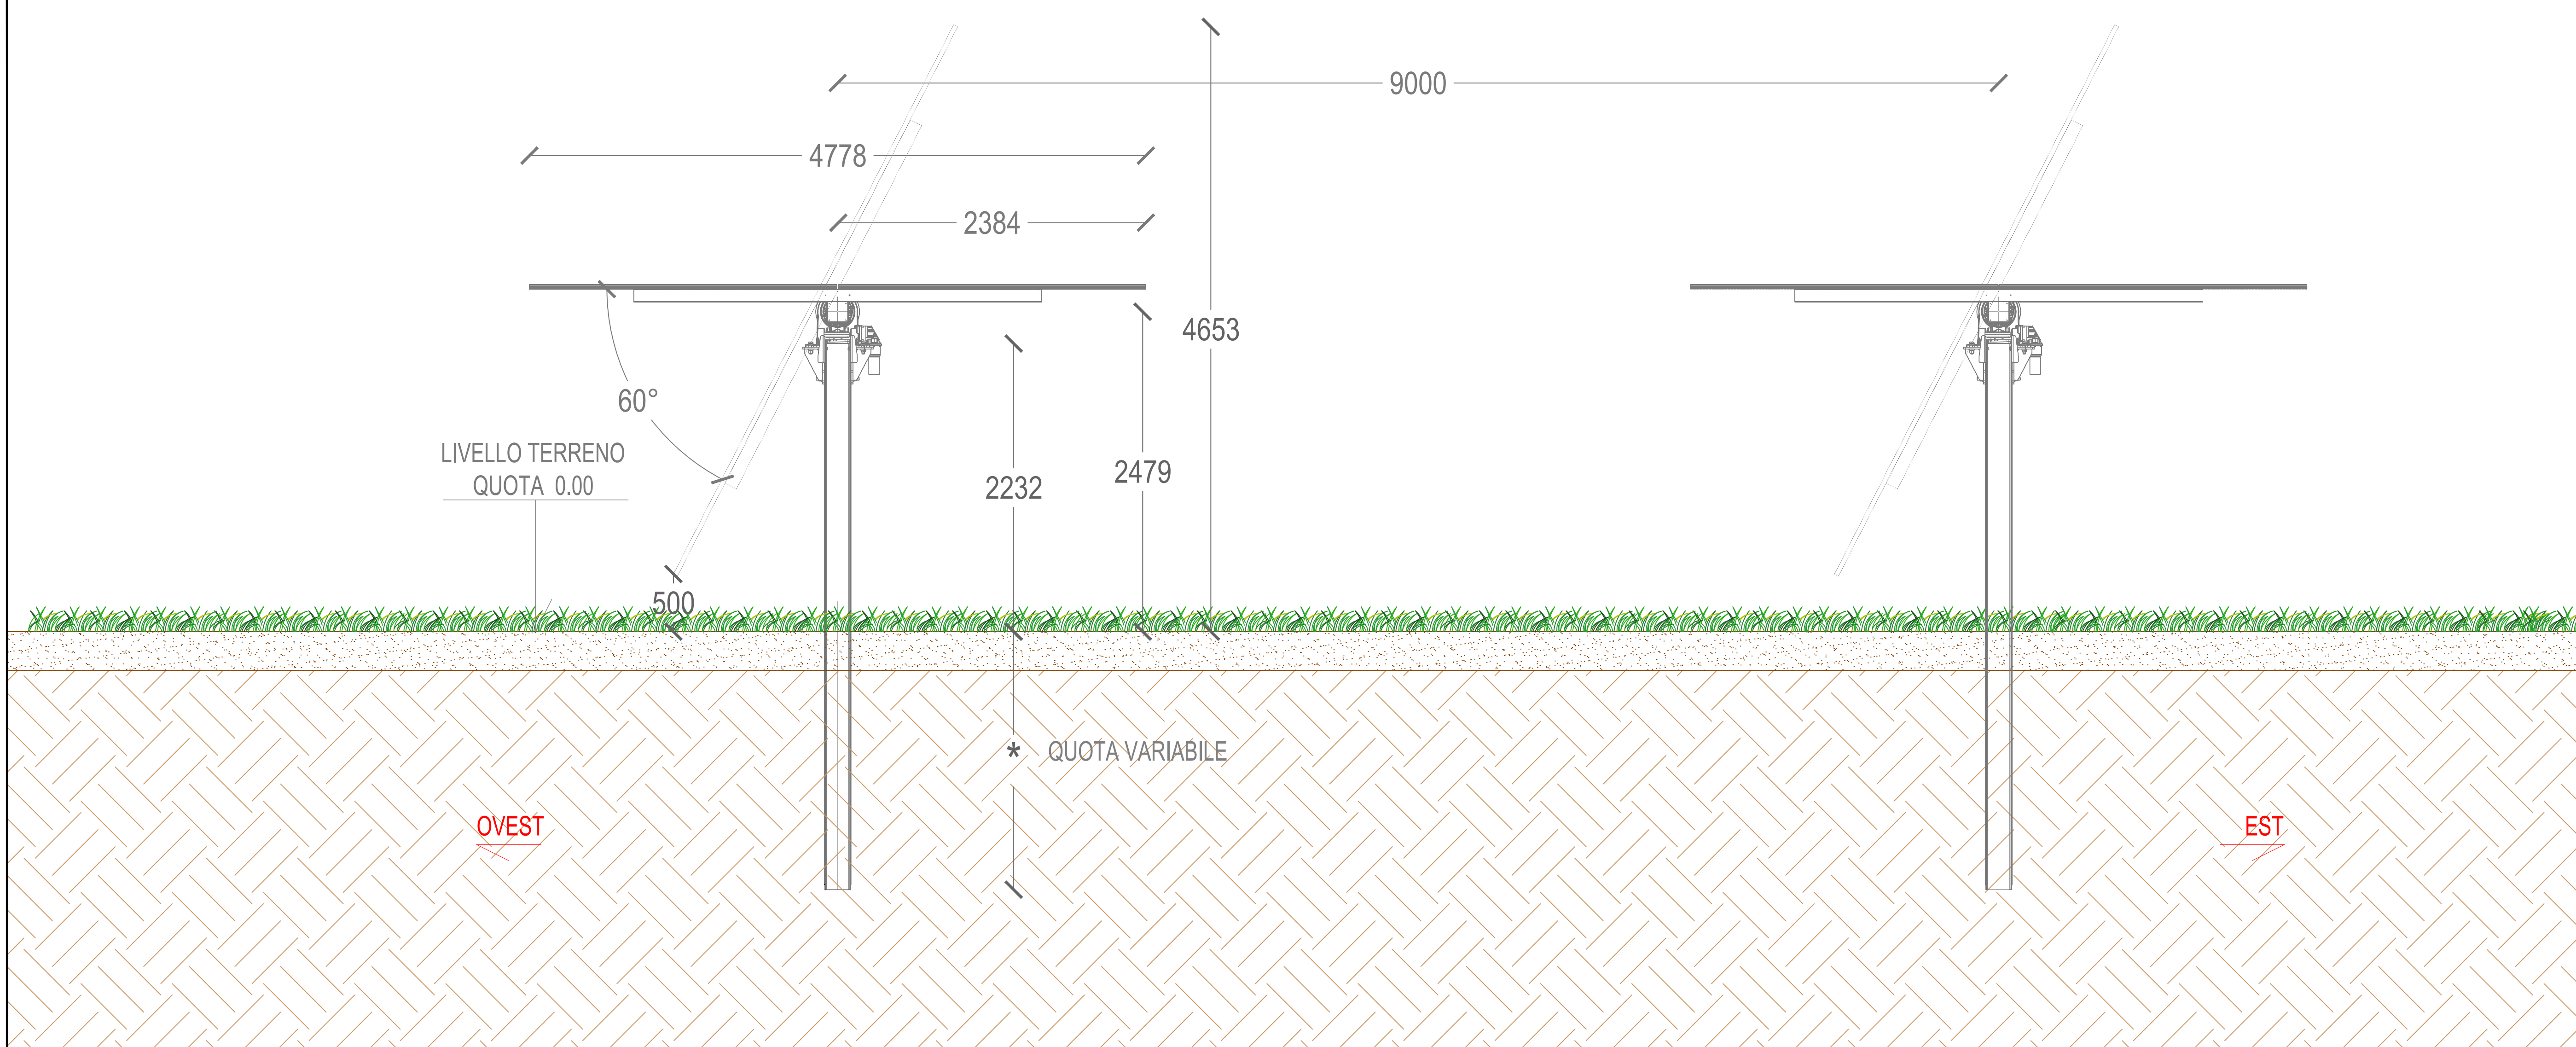 9000
4778
2384
4653
60°
LIVELLO TERRENO
QUOTA 0.00
2232
2479
500
* QUOTA VARIABILE
OVEST
EST